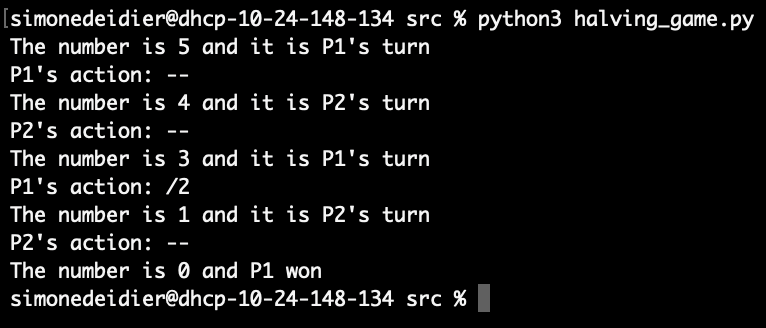 [simonedeidier@dhcp-10-24-148-134 src % python3 halving_game.py
The number is 5 and it is P1's turn
P1's action: --
The number is 4 and it is P2's turn
P2's action: --
The number is 3 and it is P1's turn
P1's action: /2
The number is 1 and it is P2's turn
P2's action: --
The number is 0 and P1 won
simonedeidier@dhcp-10-24-148-134 src %